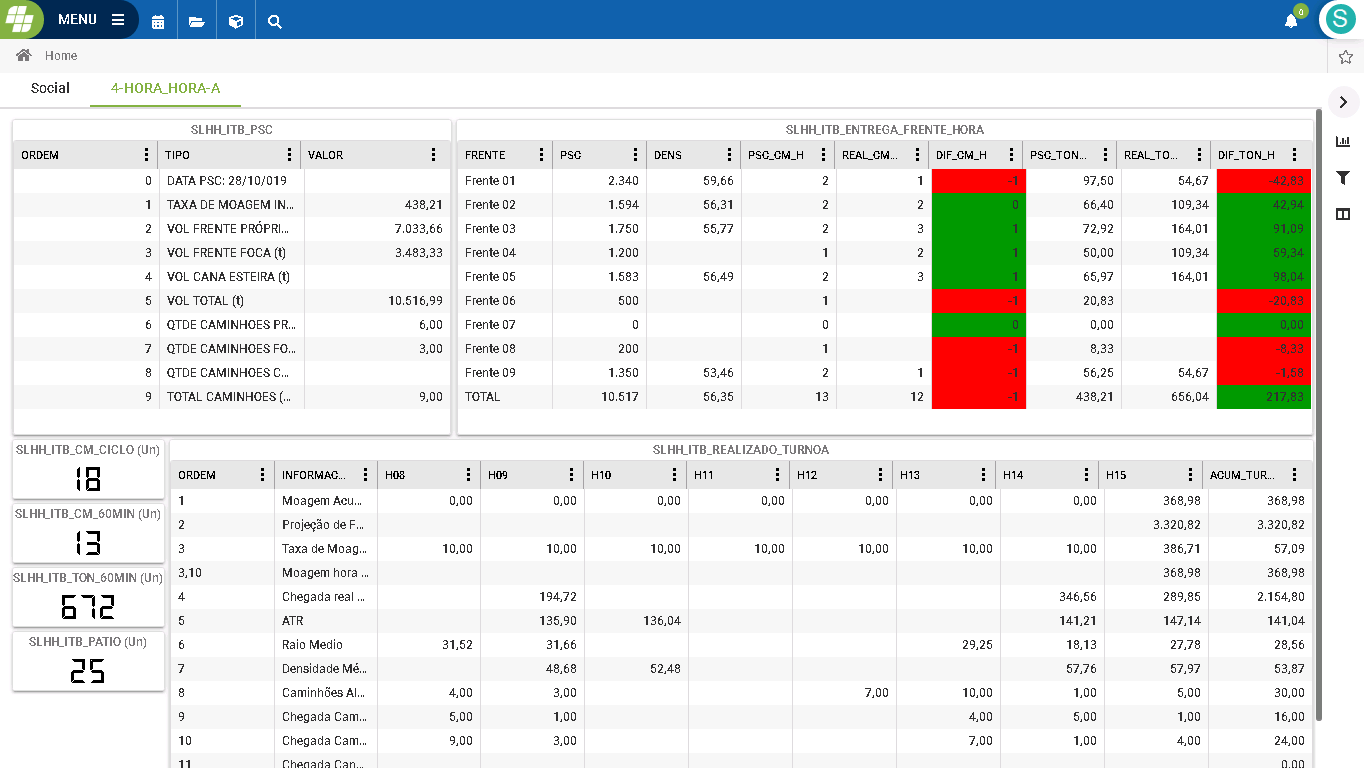 MENU
0
S
Home
Social 4-HORA_HORA-A
SLHH_ITB_PSC
ORDEM TIPO VALOR
0 DATA PSC: 28/10/019
1 TAXA DE MOAGEM IN... 438,21
2 VOL FRENTE PRÓPRI... 7.033,66
3 VOL FRENTE FOCA (t) 3.483,33
4 VOL CANA ESTEIRA (t)
5 VOL TOTAL (t) 10.516,99
6 QTDE CAMINHOES PR... 6,00
7 QTDE CAMINHOES FO... 3,00
8 QTDE CAMINHOES C...
9 TOTAL CAMINHOES (... 9,00
SLHH_ITB_ENTREGA_FRENTE_HORA
FRENTE PSC DENS PSC_CM_H REAL_CM... DIF_CM_H PSC_TON... REAL_TO... DIF_TON_H
Frente 01 2.340 59,66 2 1 -1 97,50 54,67 -42,83
Frente 02 1.594 56,31 2 2 0 66,40 109,34 42,94
Frente 03 1.750 55,77 2 3 1 72,92 164,01 91,09
Frente 04 1.200 1 2 1 50,00 109,34 59,34
Frente 05 1.583 56,49 2 3 1 65,97 164,01 98,04
Frente 06 500 1 -1 20,83 -20,83
Frente 07 0 0 0 0,00 0,00
Frente 08 200 1 -1 8,33 -8,33
Frente 09 1.350 53,46 2 1 -1 56,25 54,67 -1,58
TOTAL 10.517 56,35 13 12 -1 438,21 656,04 217,83
SLHH_ITB_CM_CICLO (Un)
18
SLHH_ITB_CM_60MIN (Un)
13
SLHH_ITB_TON_60MIN (Un)
672
SLHH_ITB_PATIO (Un)
25
SLHH_ITB_REALIZADO_TURNOA
ORDEM INFORMAC... H08 H09 H10 H11 H12 H13 H14 H15 ACUM_TUR...
1 Moagem Acu... 0,00 0,00 0,00 0,00 0,00 0,00 0,00 368,98 368,98
2 Projeção de F... 3.320,82 3.320,82
3 Taxa de Moag... 10,00 10,00 10,00 10,00 10,00 10,00 10,00 386,71 57,09
3,10 Moagem hora ... 368,98 368,98
4 Chegada real ... 194,72 346,56 289,85 2.154,80
5 ATR 135,90 136,04 141,21 147,14 141,04
6 Raio Medio 31,52 31,66 29,25 18,13 27,78 28,56
7 Densidade Mé... 48,68 52,48 57,76 57,97 53,87
8 Caminhões Al... 4,00 3,00 7,00 10,00 1,00 5,00 30,00
9 Chegada Cam... 5,00 1,00 4,00 5,00 1,00 16,00
10 Chegada Cam... 9,00 3,00 7,00 1,00 4,00 24,00
11 Chegada Can... 0,00